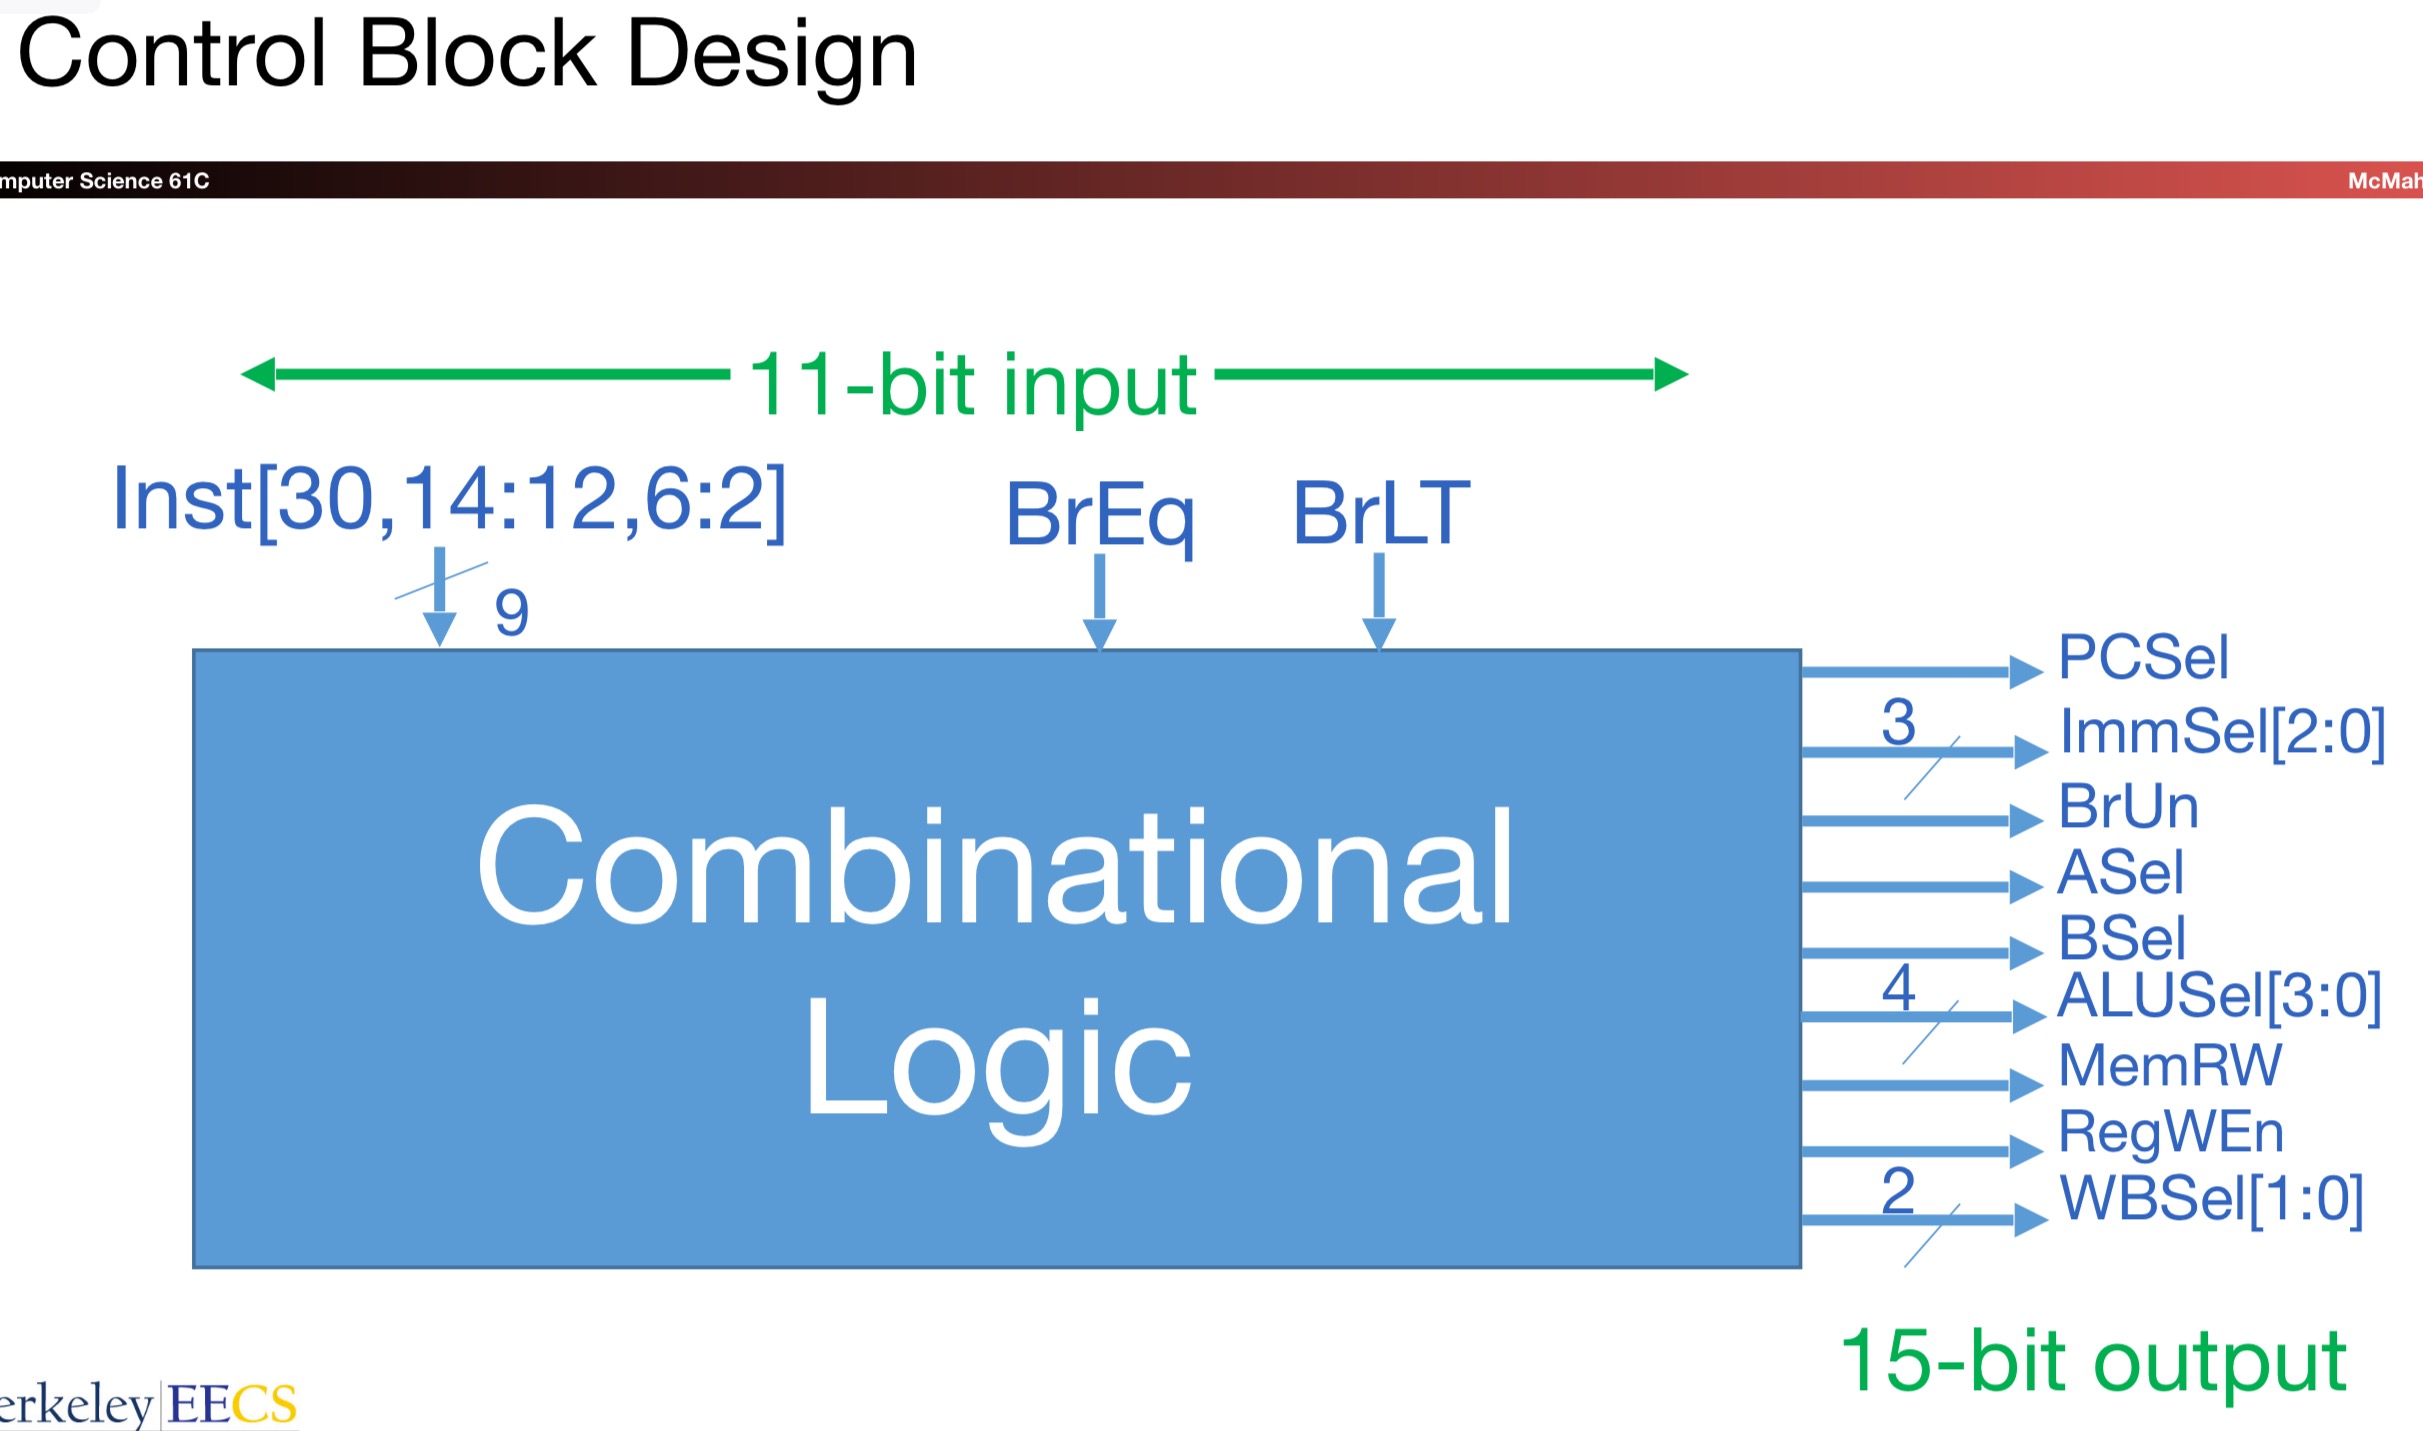 Control Block Design
mputer Science 61C
McMah
11-bit input
Inst[30,14:12,6:2]
BrEq
BrLT
9
Combinational
Logic
PCSel
3
ImmSel[2:0]
BrUn
ASel
BSel
4
ALUSel[3:0]
MemRW
RegWEn
2
WBSel[1:0]
15-bit output
erkeley EECS